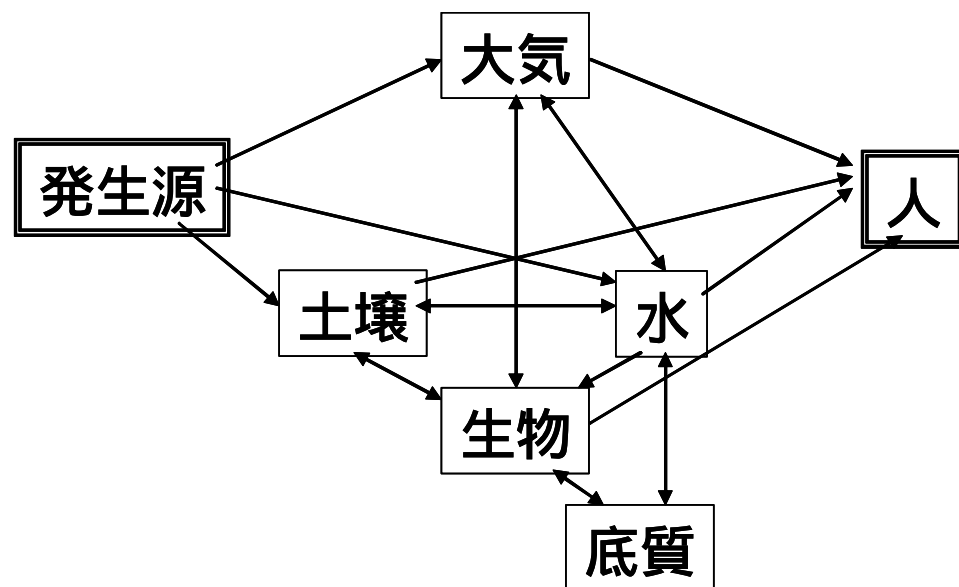 大気
発生源
人
土壌
水
生物
底質